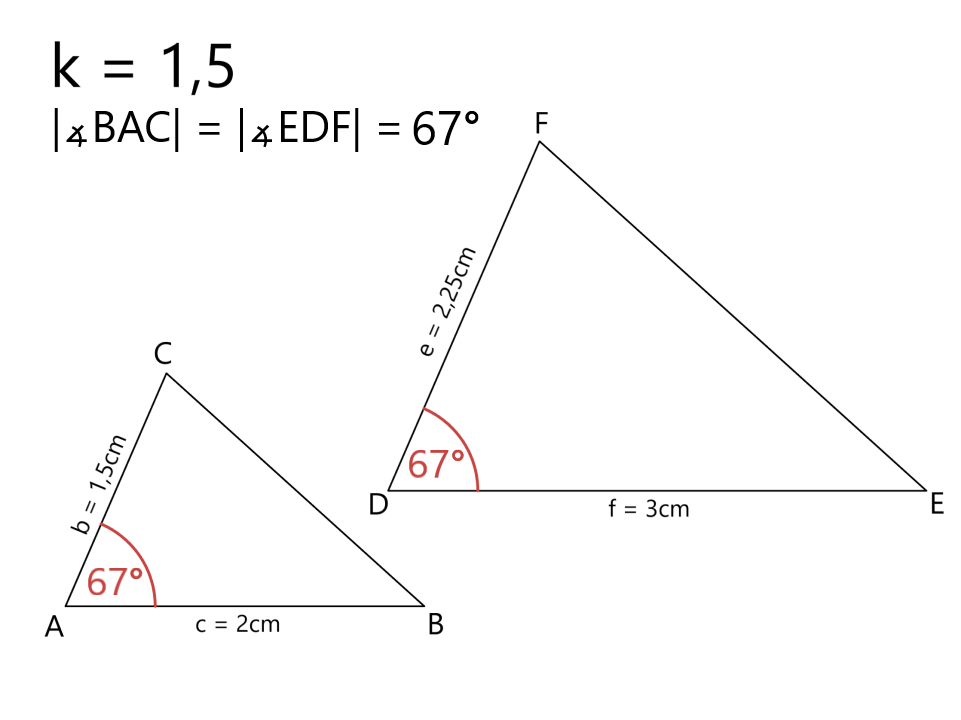 k = 1,5
|∡BAC| = |∡EDF| = 67°
F
e = 2,25cm
C
b = 1,5cm
67°
D
E
f = 3cm
67°
A
B
c = 2cm